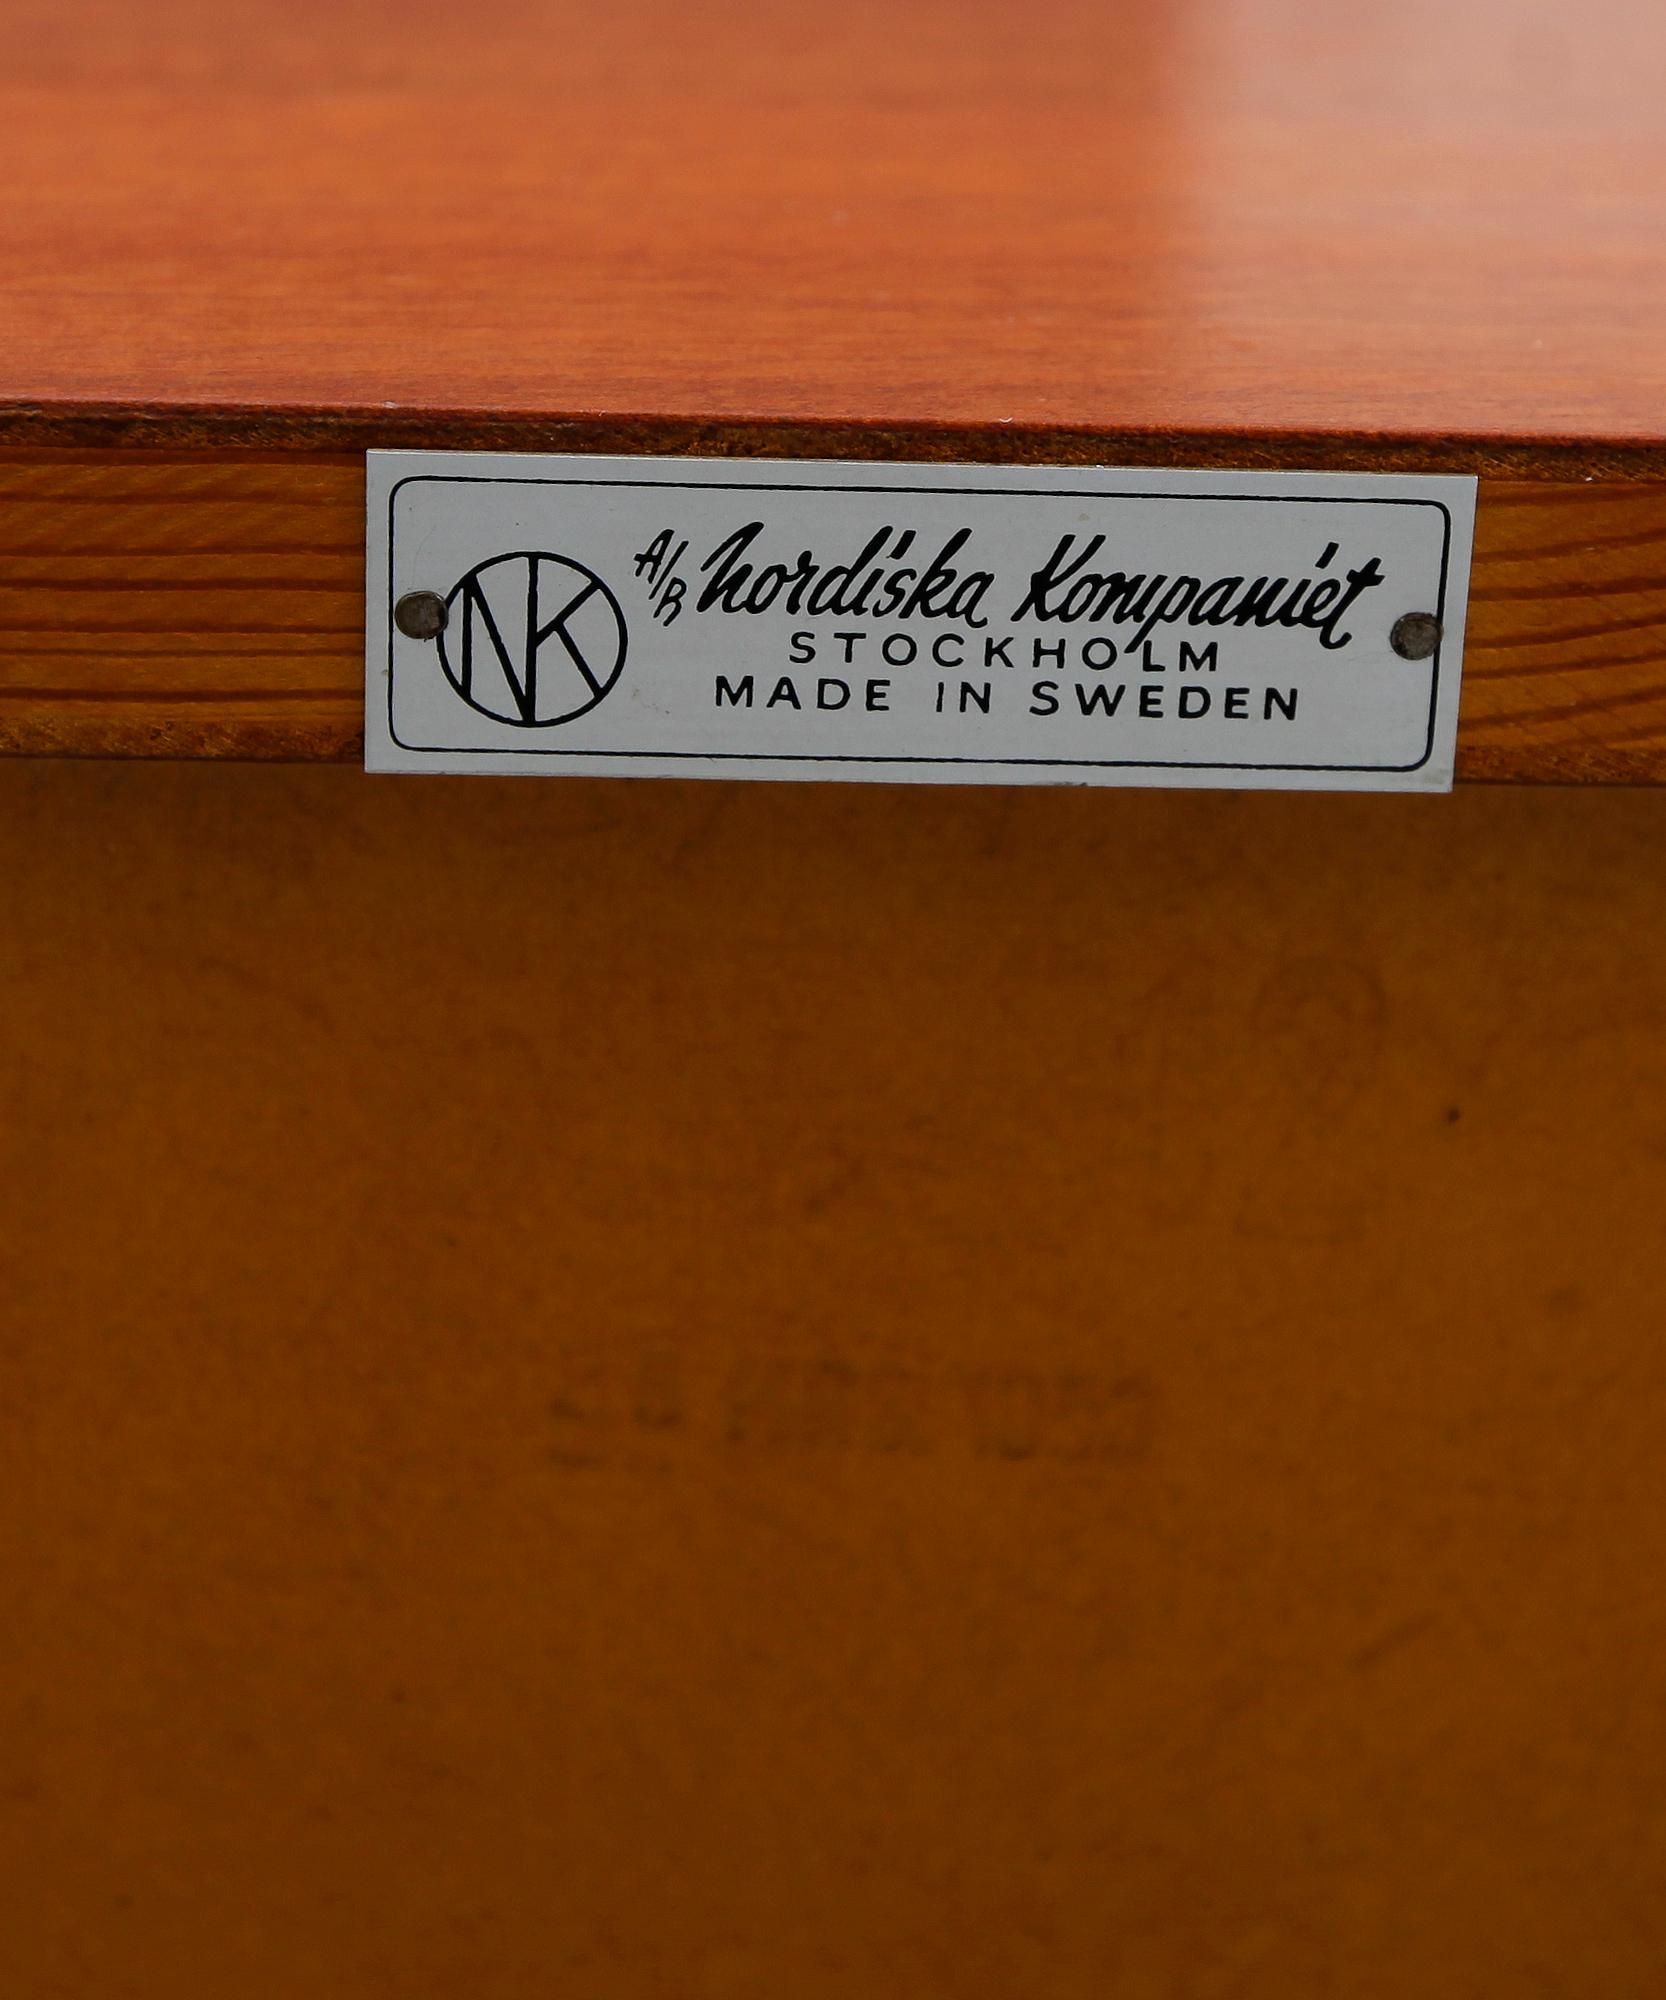 NK
A/B Nordiska Kompaniet
STOCKHOLM
MADE IN SWEDEN